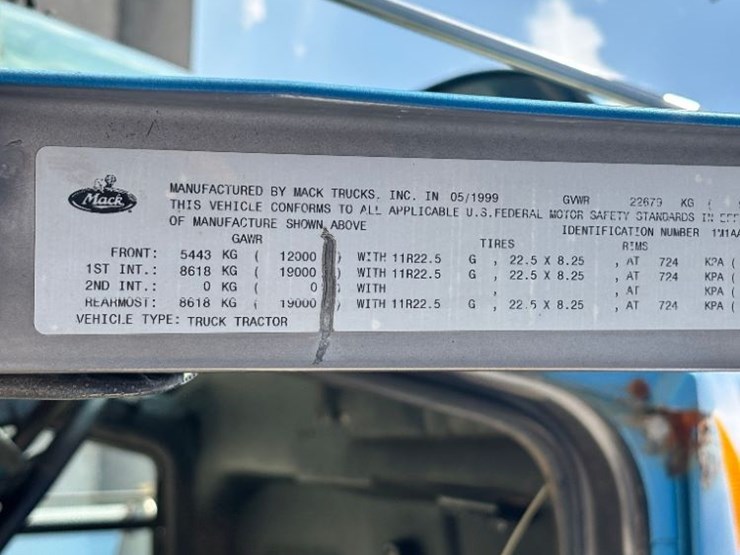 Mack
MANUFACTURED BY MACK TRUCKS, INC. IN 05/1999 GVWR 22679 KG (
THIS VEHICLE CONFORMS TO ALL APPLICABLE U.S.FEDERAL MOTOR SAFETY STANDARDS IN
OF MANUFACTURE SHOWN ABOVE IDENTIFICATION NUMBER 1M1AA
GAWR TIRES RIMS
FRONT: 5443 KG ( 12000 ) WITH 11R22.5 G , 22.5 X 8.25 , AT 724 KPA (
1ST INT.: 8618 KG ( 19000 ) WITH 11R22.5 G , 22.5 X 8.25 , AT 724 KPA (
2ND INT.: 0 KG ( 0 ) WITH , , AT KPA (
REARMOST: 8618 KG ( 19000 ) WITH 11R22.5 G , 22.5 X 8.25 , AT 724 KPA (
VEHICLE TYPE: TRUCK TRACTOR